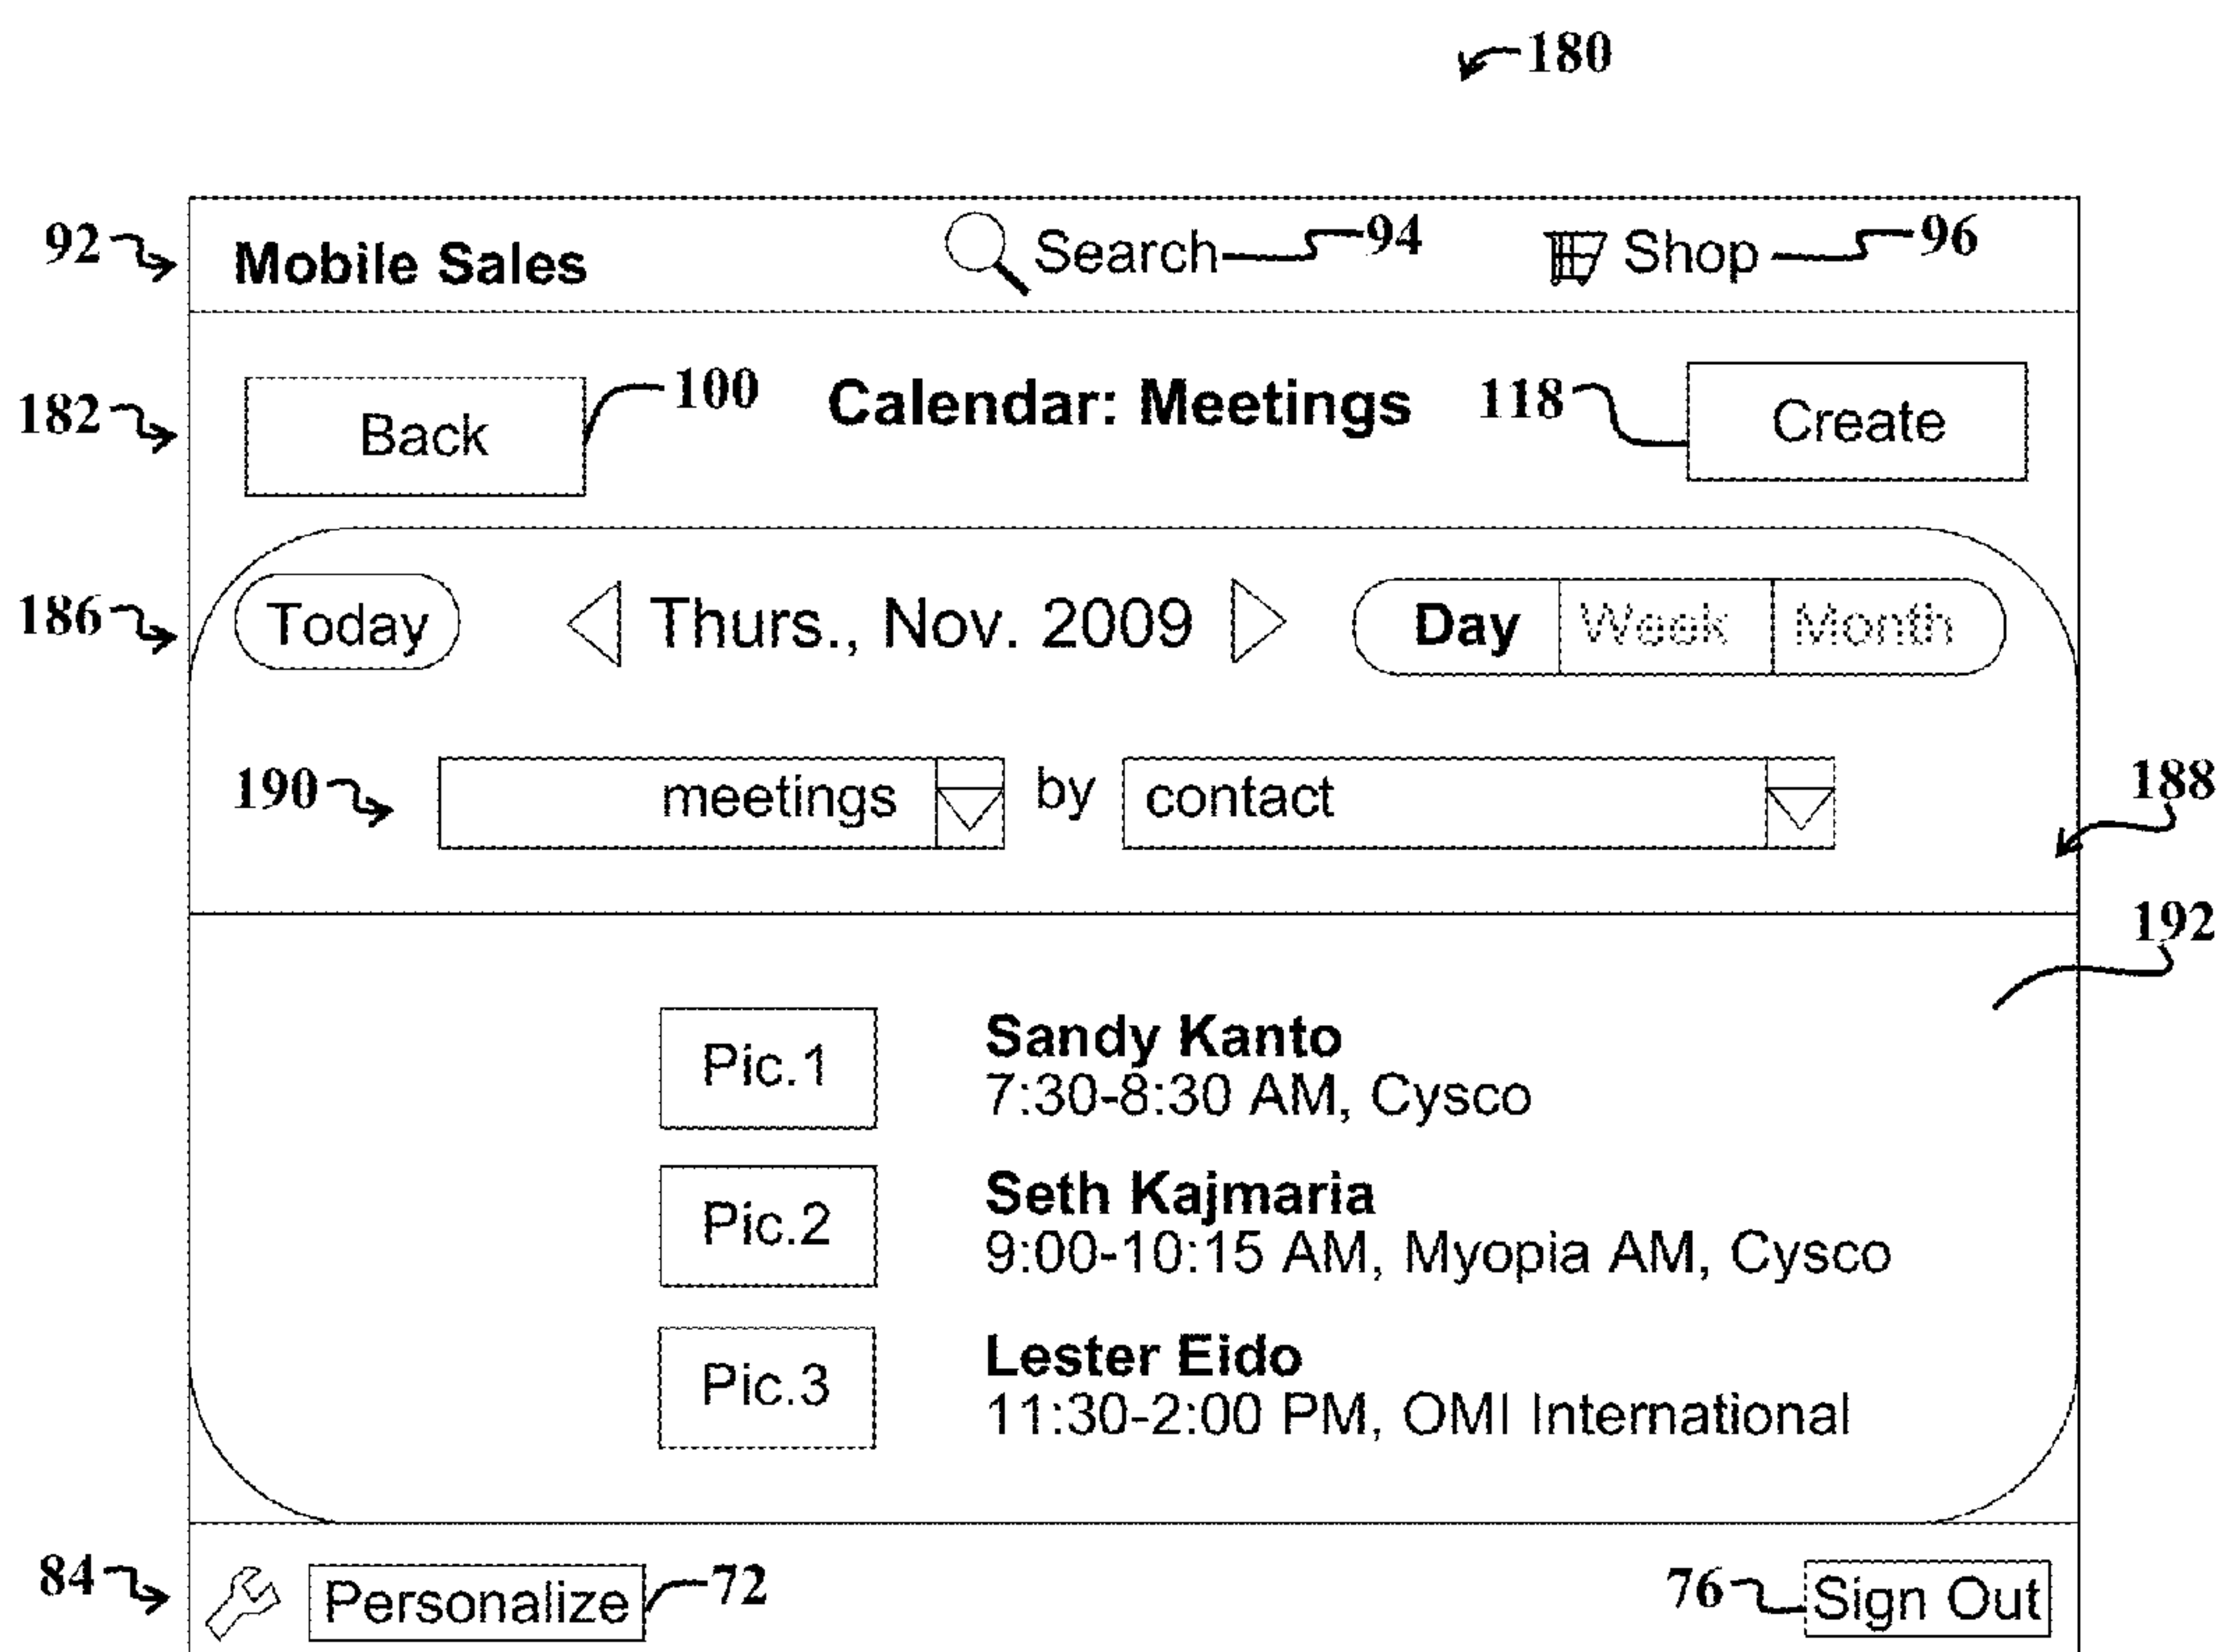 180
92 Mobile Sales Search 94 Shop 96
182 Back 100 Calendar: Meetings 118 Create
186 Today Thurs., Nov. 2009 Day Week Month
190 meetings by contact 188
192
Pic.1 Sandy Kanto
7:30-8:30 AM, Cysco
Pic.2 Seth Kajmaria
9:00-10:15 AM, Myopia AM, Cysco
Pic.3 Lester Eido
11:30-2:00 PM, OMI International
84 Personalize 72 76 Sign Out